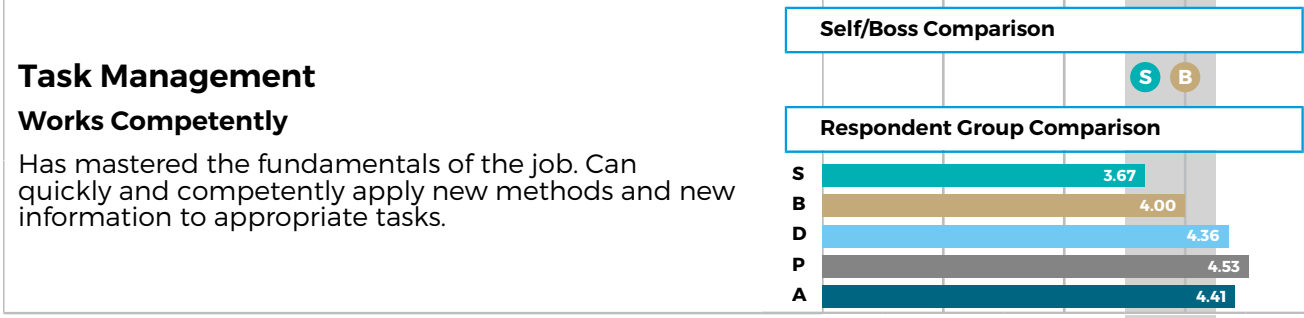 Task Management
Works Competently
Has mastered the fundamentals of the job. Can
quickly and competently apply new methods and new
information to appropriate tasks.
Self/Boss Comparison
S B
Respondent Group Comparison
S 3.67
B 4.00
D 4.36
P 4.53
A 4.41